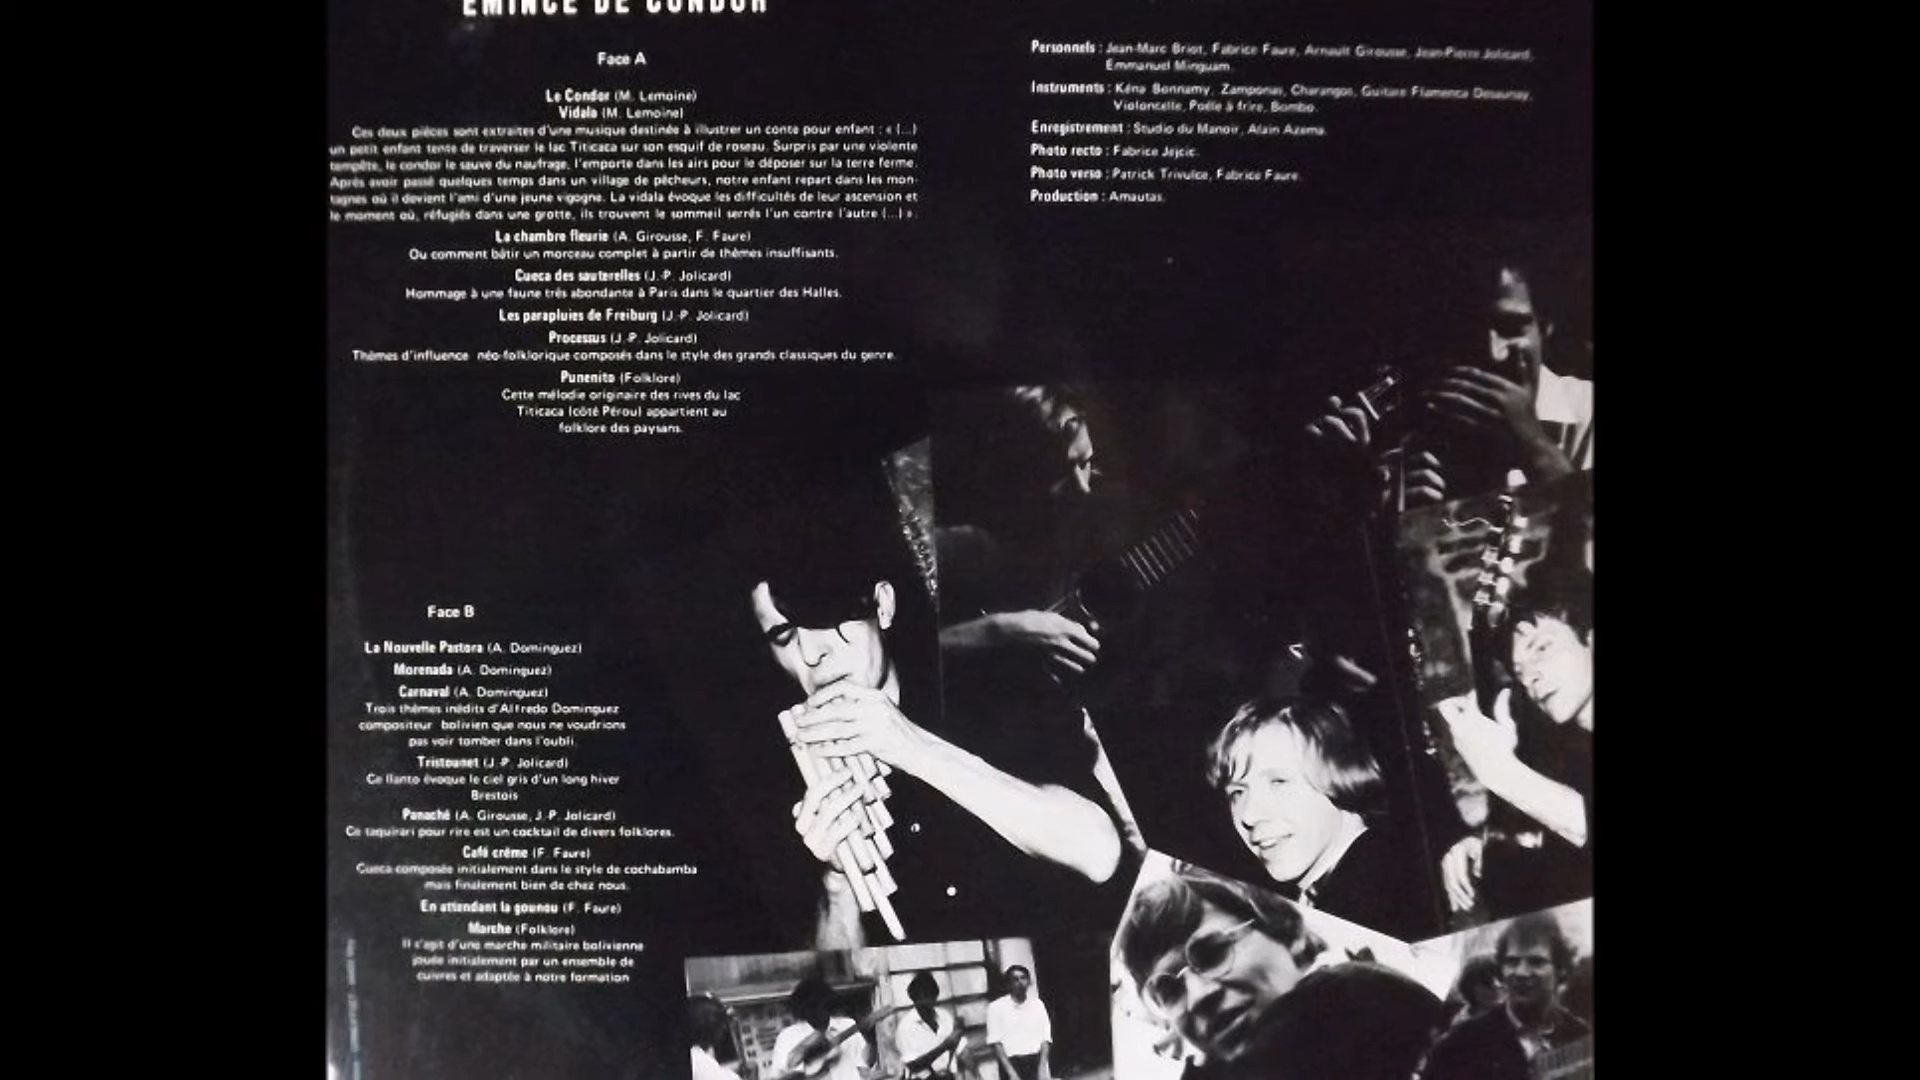 EMINCÉ DE CONDOR
Face A
Le Condor (M. Lemoine)
Vidala (M. Lemoine)
Ces deux pièces sont extraites d'une musique destinée à illustrer un conte pour enfant : « (...)
un petit enfant tente de traverser le lac Titicaca sur son esquif de roseau. Surpris par une violente
tempête, le condor le sauve du naufrage, l'emporte dans les airs pour le déposer sur la terre ferme.
Après avoir passé quelques temps dans un village de pêcheurs, notre enfant repart dans les mon-
tagnes où il devient l'ami d'une jeune vigogne. La vidala évoque les difficultés de leur ascension et
le moment où, réfugiés dans une grotte, ils trouvent le sommeil serrés l'un contre l'autre (...) ».
La chambre fleurie (A. Girousse, F. Faure)
Ou comment bâtir un morceau complet à partir de thèmes insuffisants.
Cueca des sauterelles (J.-P. Jolicard)
Hommage à une faune très abondante à Paris dans le quartier des Halles.
Les parapluies de Freiburg (J.-P. Jolicard)
Processus (J.-P. Jolicard)
Thèmes d'influence néo-folklorique composés dans le style des grands classiques du genre.
Punenito (Folklore)
Cette mélodie originaire des rives du lac
Titicaca (côté Pérou) appartient au
folklore des paysans.
Face B
La Nouvelle Pastora (A. Dominguez)
Morenada (A. Dominguez)
Carnaval (A. Dominguez)
Trois thèmes inédits d'Alfredo Dominguez
compositeur bolivien que nous ne voudrions
pas voir tomber dans l'oubli.
Tristounet (J.-P. Jolicard)
Ce llanto évoque le ciel gris d'un long hiver
Brestois
Panaché (A. Girousse, J.-P. Jolicard)
Ce taquirari pour rire est un cocktail de divers folklores.
Café crème (F. Faure)
Cueca composée initialement dans le style de cochabamba
mais finalement bien de chez nous.
En attendant la gounou (F. Faure)
Marche (Folklore)
Il s'agit d'une marche militaire bolivienne
jouée initialement par un ensemble de
cuivres et adaptée à notre formation
Personnels : Jean-Marc Briot, Fabrice Faure, Arnault Girousse, Jean-Pierre Jolicard,
Emmanuel Minguam.
Instruments : Kéna Bonnamy, Zamponas, Charangos, Guitare Flamenca Desaunay,
Violoncelle, Poêle à frire, Bombo.
Enregistrement : Studio du Manoir, Alain Azema.
Photo recto : Fabrice Jejcic.
Photo verso : Patrick Trivulce, Fabrice Faure.
Production : Amautas.